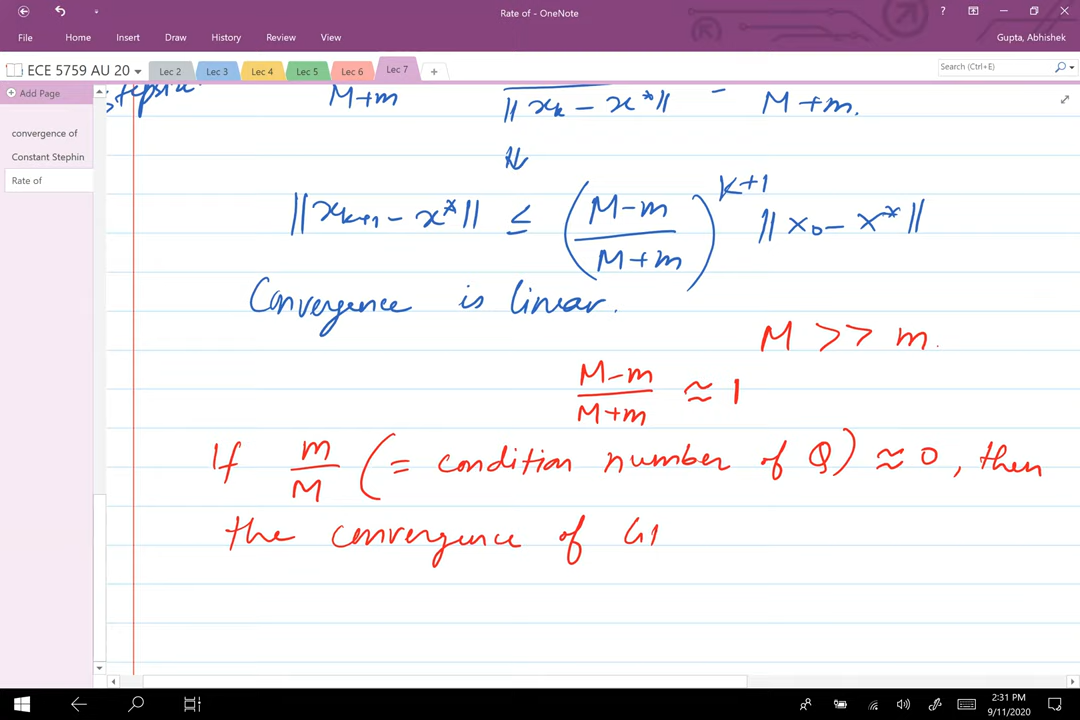 Rate of - OneNote
File Home Insert Draw History Review View Gupta, Abhishek
ECE 5759 AU 20 Lec 2 Lec 3 Lec 4 Lec 5 Lec 6 Lec 7 Search (Ctrl+E)
Add Page
convergence of
Constant Stephin
Rate of
M+m ‖xk - x*‖ = M+m.
‖xk+1 - x*‖ ≤ ((M-m)/(M+m))^(k+1) ‖x0 - x*‖
Convergence is linear.
M >> m.
(M-m)/(M+m) ≈ 1
If m/M (= condition number of Q) ≈ 0, then
the convergence of
2:31 PM
9/11/2020